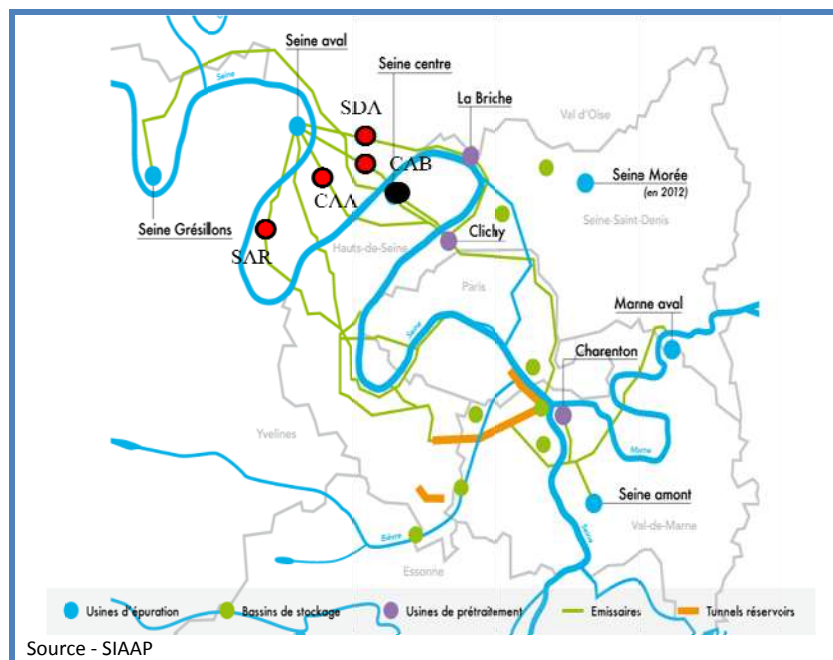 Seine aval
Seine
Seine centre
La Briche
SDA
Val d'Oise
CAB
CAA
Seine Morée
(en 2012)
Seine Grésillons
SAR
Hauts-de-Seine
Clichy
Seine-Saint-Denis
Paris
Marne aval
Seine
Charenton
Yvelines
Marne
Seine amont
Seine
Val-de-Marne
Bièvre
Essonne
Usines d'épuration
Bassins de stockage
Usines de prétraitement
Emissaires
Tunnels réservoirs
Source - SIAAP